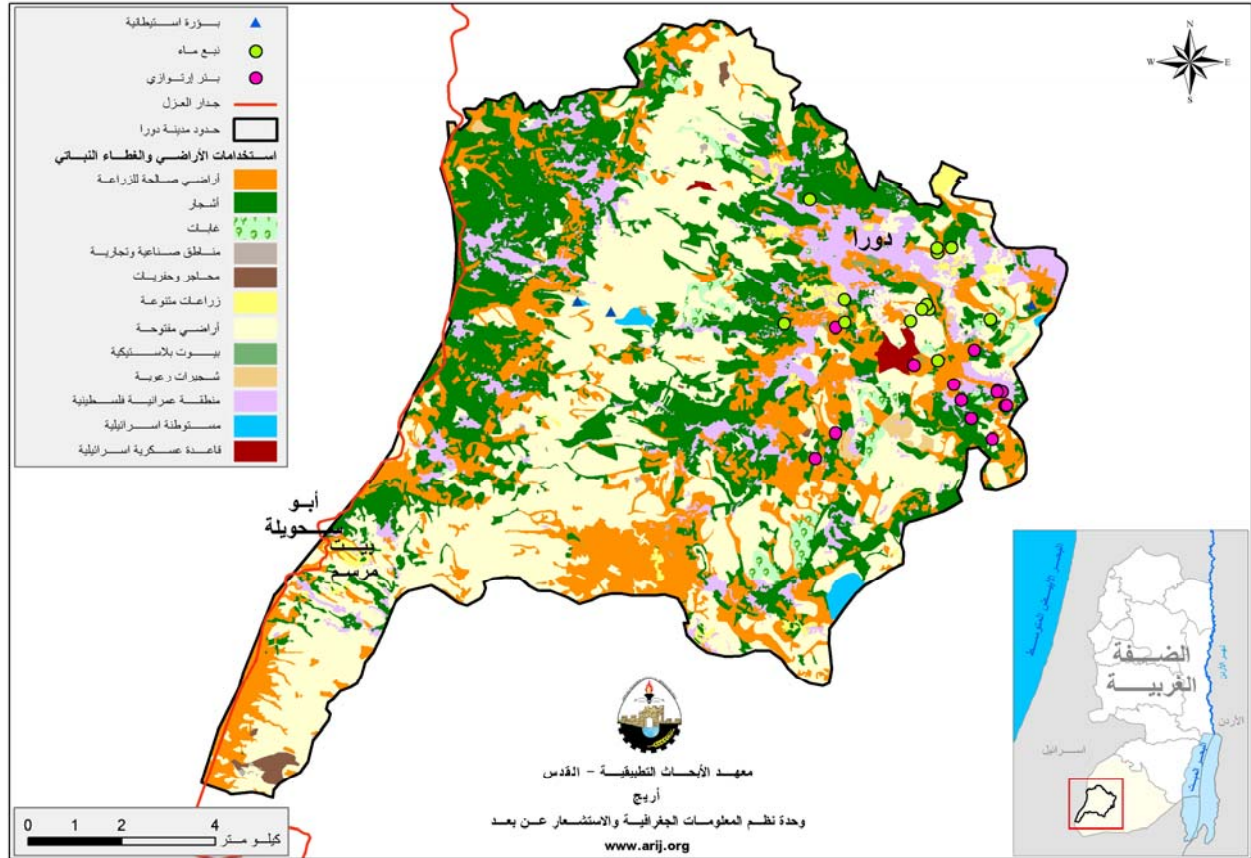 بؤرة استيطانية
نبع ماء
بئر إرتوازي
جدار العزل
حدود مدينة دورا
استخدامات الأراضي والغطاء النباتي
أراضي صالحة للزراعة
أشجار
غابات
مناطق صناعية وتجارية
محاجر وحفريات
زراعات متنوعة
أراضي مفتوحة
بيوت بلاستيكية
شجيرات رعوية
منطقة عمرانية فلسطينية
مستوطنة اسرائيلية
قاعدة عسكرية اسرائيلية
N
W E
S
دورا
أبو
سحويلة
بيت
مرسم
معهد الأبحاث التطبيقية – القدس
أريج
وحدة نظم المعلومات الجغرافية والاستشعار عن بعد
www.arij.org
0 1 2 4
كيلو متر
البحر الأبيض المتوسط
الضفة
الغربية
نهر الأردن
الأردن
اسرائيل
البحر الميت